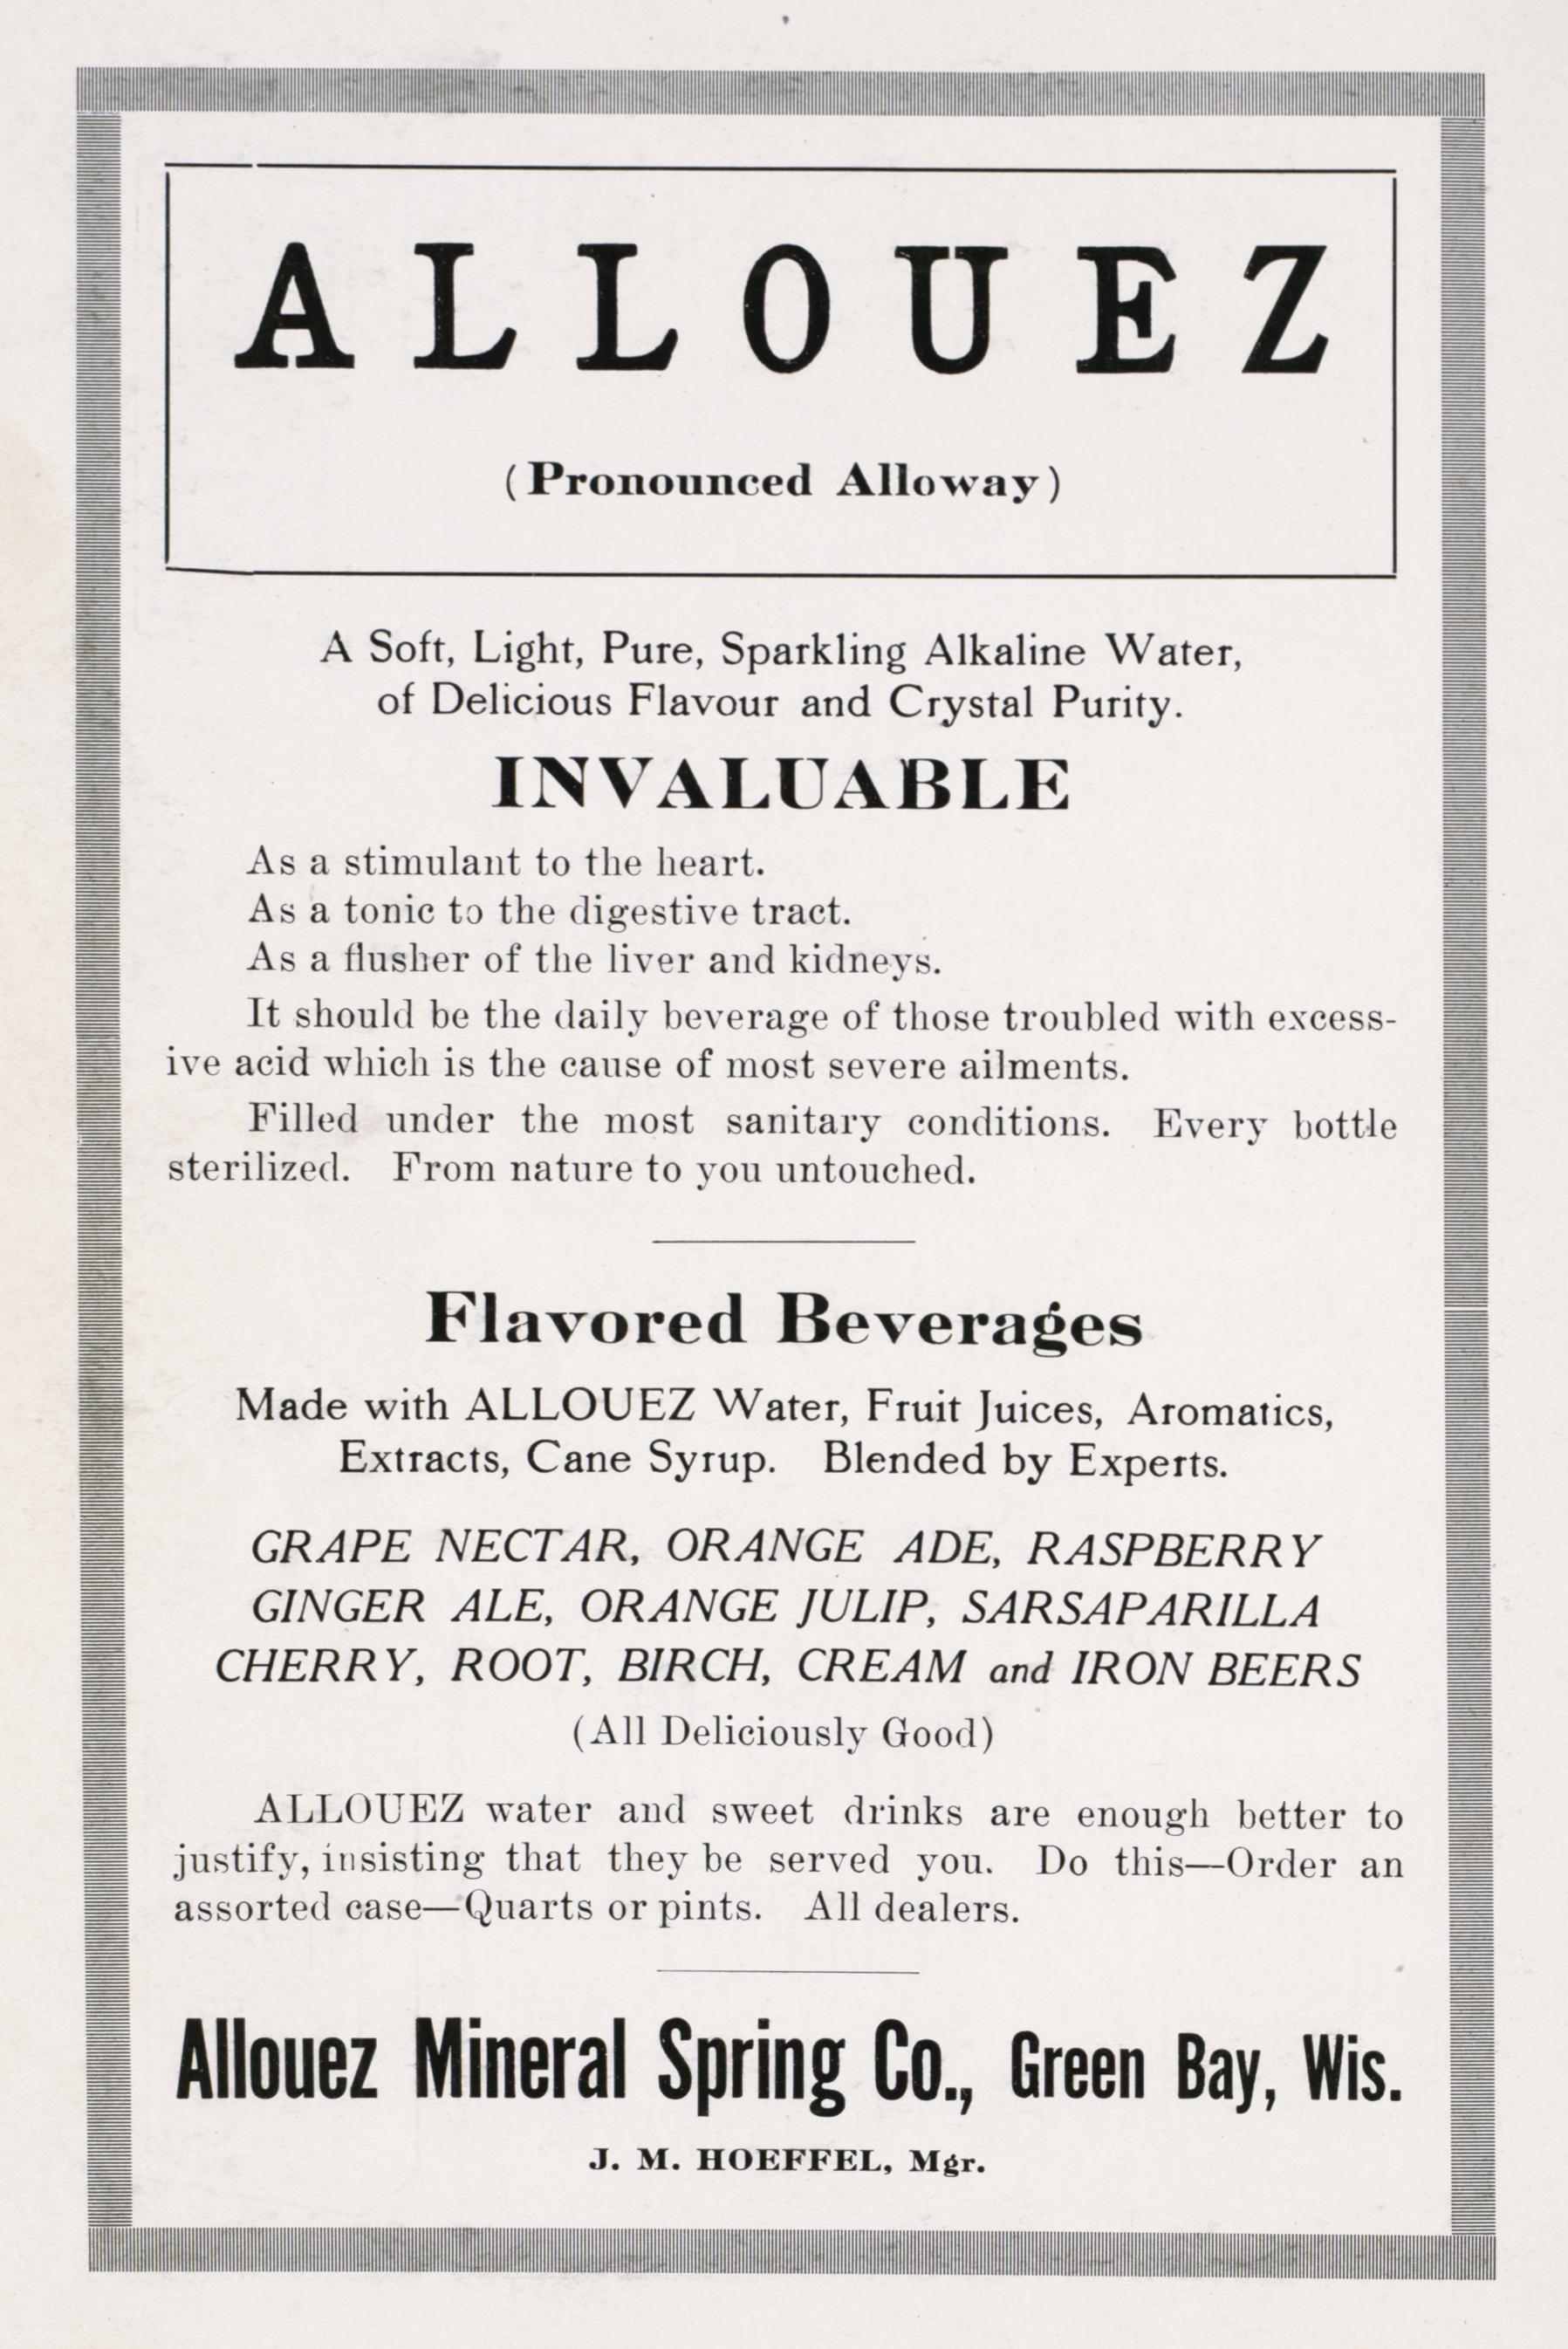 ALLOUEZ
(Pronounced Alloway)
A Soft, Light, Pure, Sparkling Alkaline Water,
of Delicious Flavour and Crystal Purity.
INVALUABLE
As a stimulant to the heart.
As a tonic to the digestive tract.
As a flusher of the liver and kidneys.
It should be the daily beverage of those troubled with excess-
ive acid which is the cause of most severe ailments.
Filled under the most sanitary conditions. Every bottle
sterilized. From nature to you untouched.
Flavored Beverages
Made with ALLOUEZ Water, Fruit Juices, Aromatics,
Extracts, Cane Syrup. Blended by Experts.
GRAPE NECTAR, ORANGE ADE, RASPBERRY
GINGER ALE, ORANGE JULIP, SARSAPARILLA
CHERRY, ROOT, BIRCH, CREAM and IRON BEERS
(All Deliciously Good)
ALLOUEZ water and sweet drinks are enough better to
justify, insisting that they be served you. Do this—Order an
assorted case—Quarts or pints. All dealers.
Allouez Mineral Spring Co., Green Bay, Wis.
J. M. HOEFFEL, Mgr.